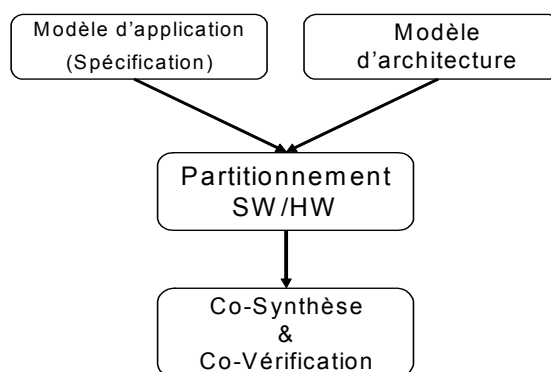 Modèle d'application
(Spécification)
Modèle
d'architecture
Partitionnement
SW/HW
Co-Synthèse
&
Co-Vérification